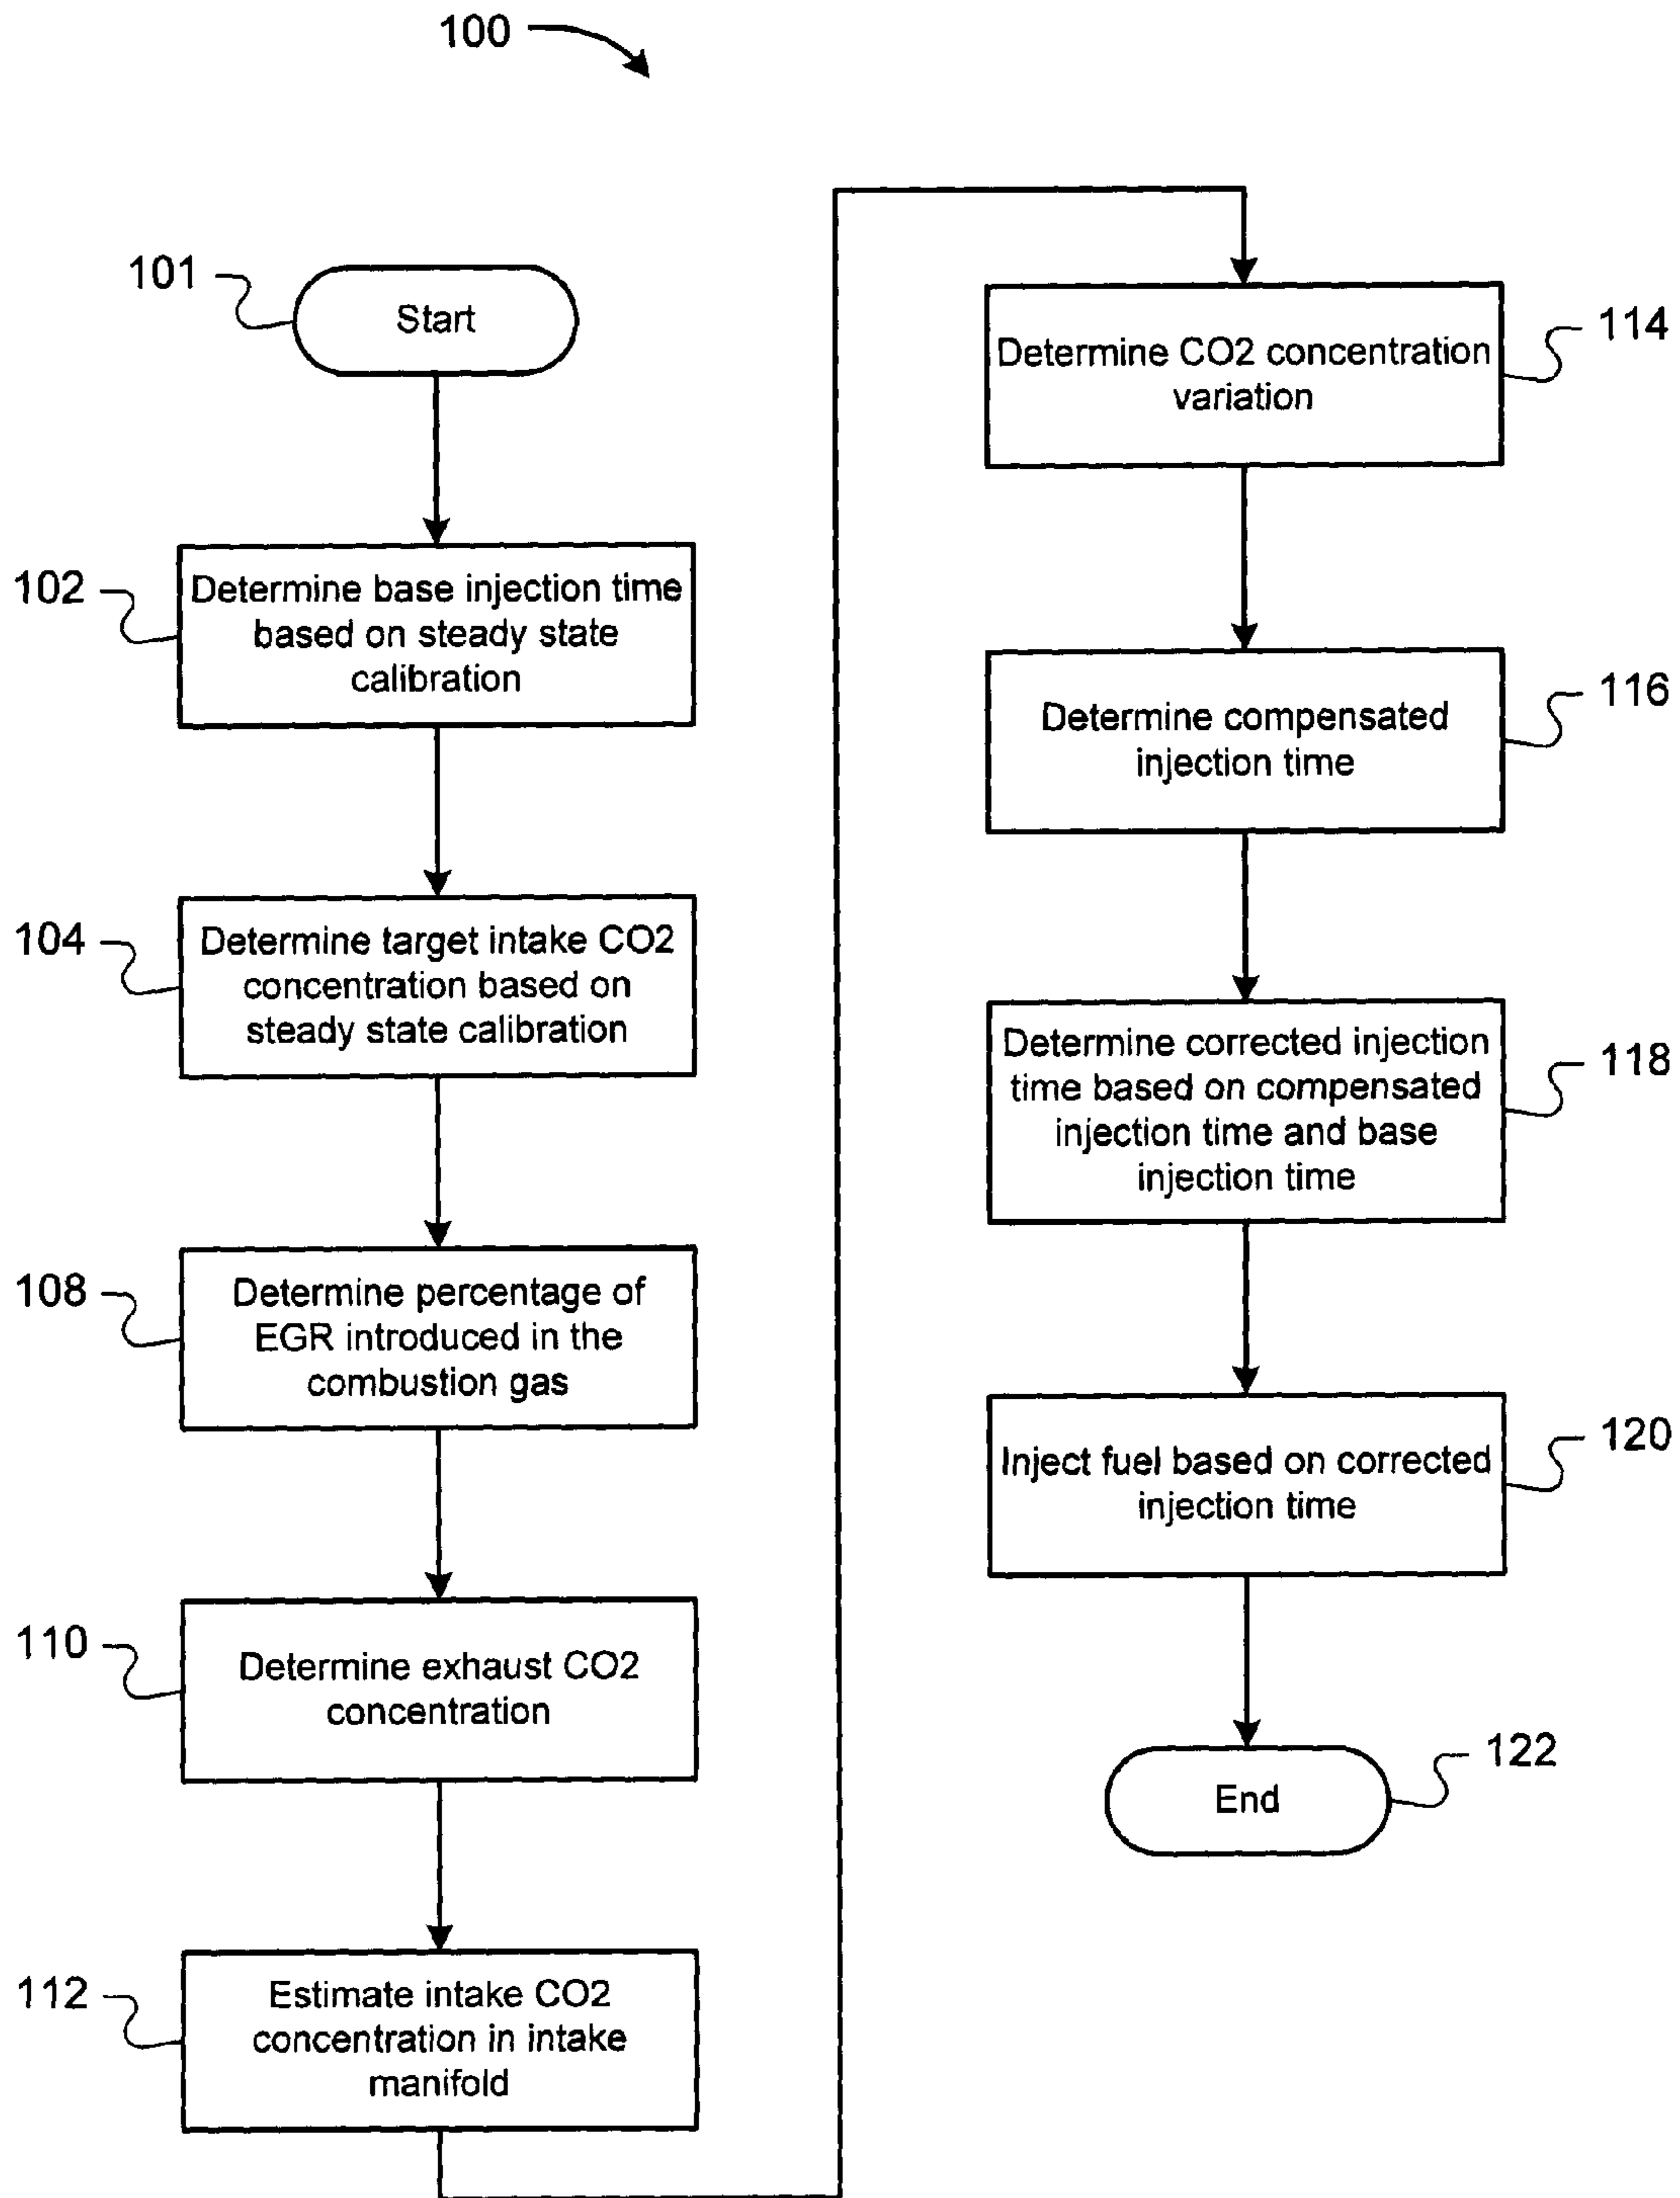 100
101
Start
102
Determine base injection time
based on steady state
calibration
104
Determine target intake CO2
concentration based on
steady state calibration
108
Determine percentage of
EGR introduced in the
combustion gas
110
Determine exhaust CO2
concentration
112
Estimate intake CO2
concentration in intake
manifold
114
Determine CO2 concentration
variation
116
Determine compensated
injection time
118
Determine corrected injection
time based on compensated
injection time and base
injection time
120
Inject fuel based on corrected
injection time
122
End